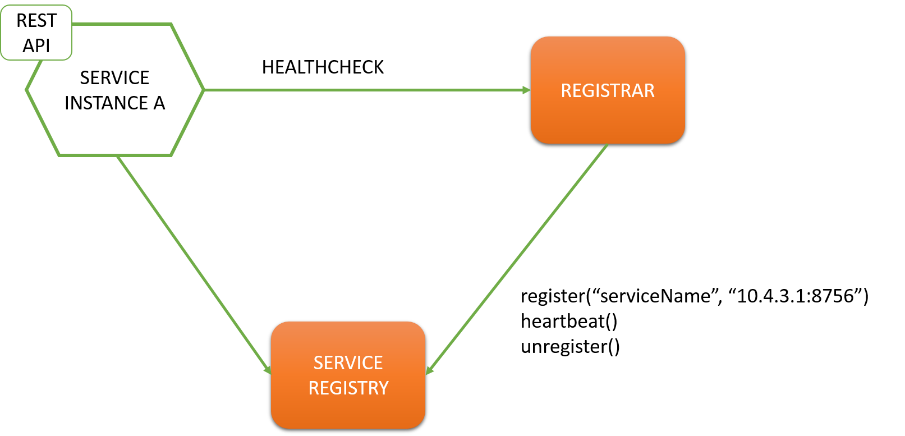 REST
API
SERVICE
INSTANCE A
HEALTHCHECK
REGISTRAR
register(“serviceName”, “10.4.3.1:8756”)
heartbeat()
unregister()
SERVICE
REGISTRY